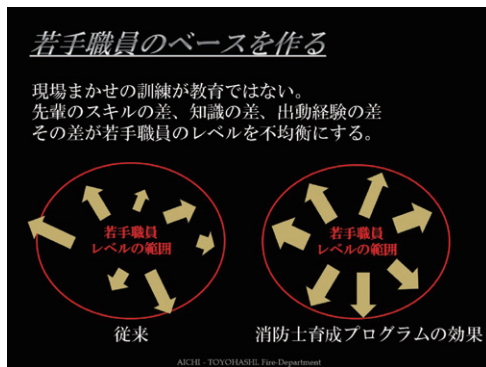 若手職員のベースを作る
現場まかせの訓練が教育ではない。
先輩のスキルの差、知識の差、出動経験の差
その差が若手職員のレベルを不均衡にする。
若手職員
レベルの範囲
若手職員
レベルの範囲
従来
消防士育成プログラムの効果
AICHI - TOYOHASHI. Fire-Department